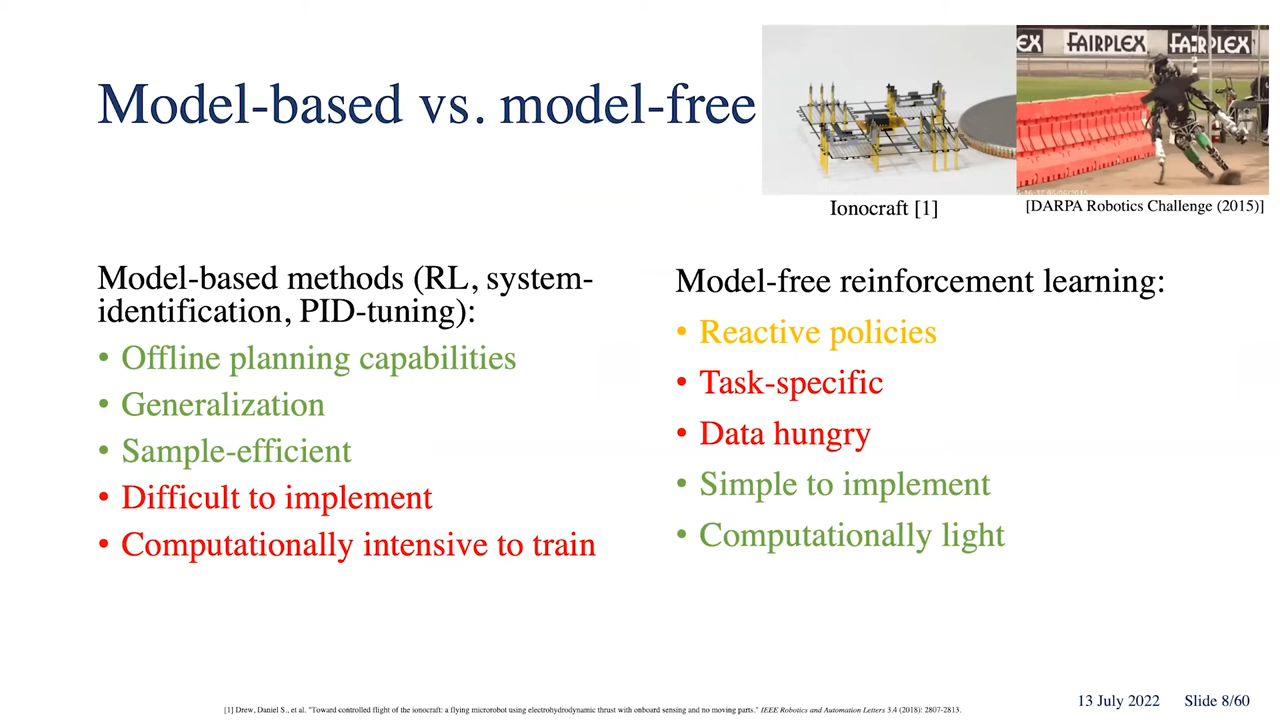 Model-based vs. model-free
FAIRPLEX
Ionocraft [1]
[DARPA Robotics Challenge (2015)]
Model-based methods (RL, system-
identification, PID-tuning):
• Offline planning capabilities
• Generalization
• Sample-efficient
• Difficult to implement
• Computationally intensive to train
Model-free reinforcement learning:
• Reactive policies
• Task-specific
• Data hungry
• Simple to implement
• Computationally light
[1] Drew, Daniel S., et al. "Toward controlled flight of the ionocraft: a flying microrobot using electrohydrodynamic thrust with onboard sensing and no moving parts." IEEE Robotics and Automation Letters 3.4 (2018): 2807-2813.
13 July 2022 Slide 8/60